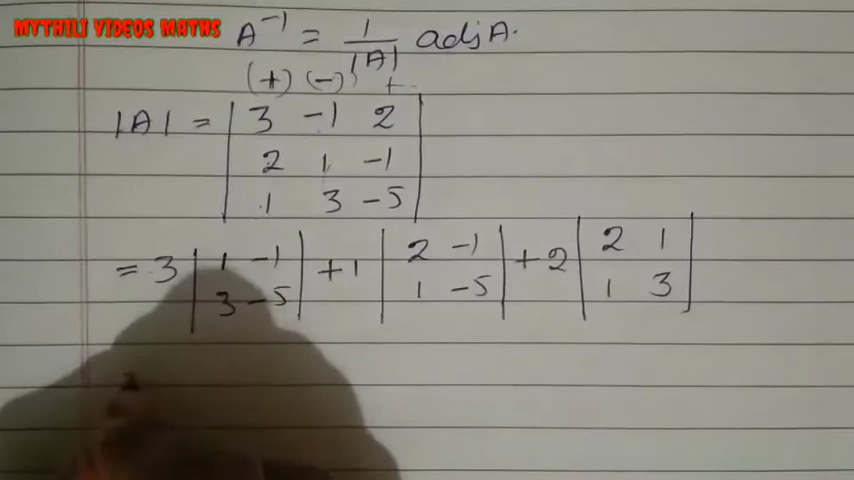 MYTHILI VIDEOS MATHS
A⁻¹ = 1/|A| adj A.
(+) (-) +
|A| = | 3 -1 2 |
| 2 1 -1 |
| 1 3 -5 |
= 3 | 1 -1 | +1 | 2 -1 | +2 | 2 1 |
| 3 -5 | | 1 -5 | | 1 3 |